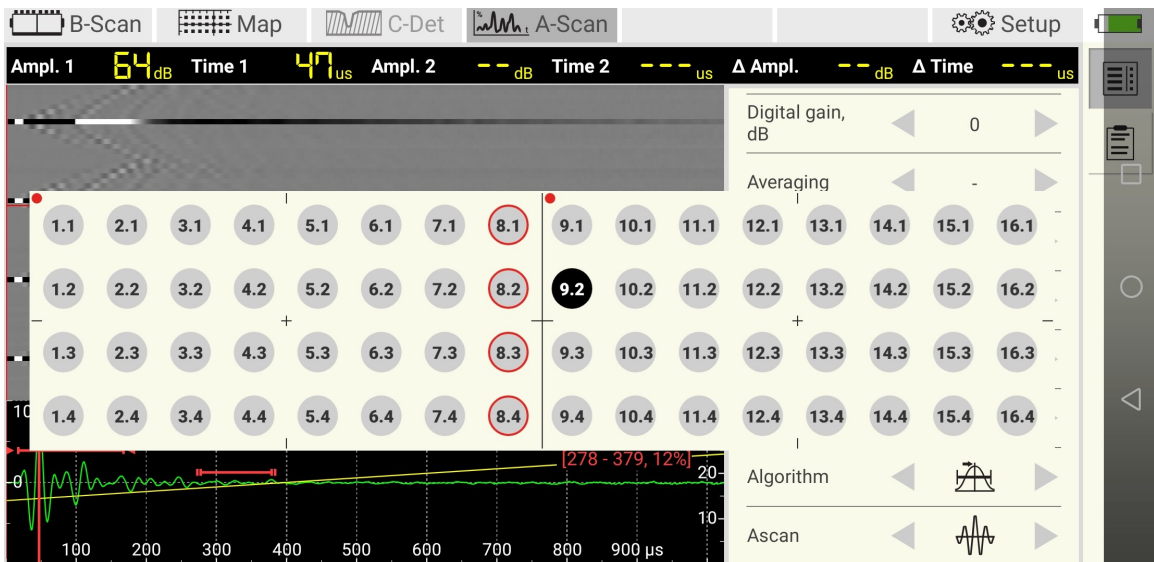 B-Scan Map C-Det A-Scan Setup
Ampl. 1 64 dB Time 1 47 us Ampl. 2 -- dB Time 2 --- us Δ Ampl. -- dB Δ Time --- us
Digital gain, dB 0
Averaging -
1.1 2.1 3.1 4.1 5.1 6.1 7.1 8.1 9.1 10.1 11.1 12.1 13.1 14.1 15.1 16.1
1.2 2.2 3.2 4.2 5.2 6.2 7.2 8.2 9.2 10.2 11.2 12.2 13.2 14.2 15.2 16.2
1.3 2.3 3.3 4.3 5.3 6.3 7.3 8.3 9.3 10.3 11.3 12.3 13.3 14.3 15.3 16.3
10
1.4 2.4 3.4 4.4 5.4 6.4 7.4 8.4 9.4 10.4 11.4 12.4 13.4 14.4 15.4 16.4
[278 - 379, 12%]
20
0
Algorithm
10
Ascan
100 200 300 400 500 600 700 800 900 µs